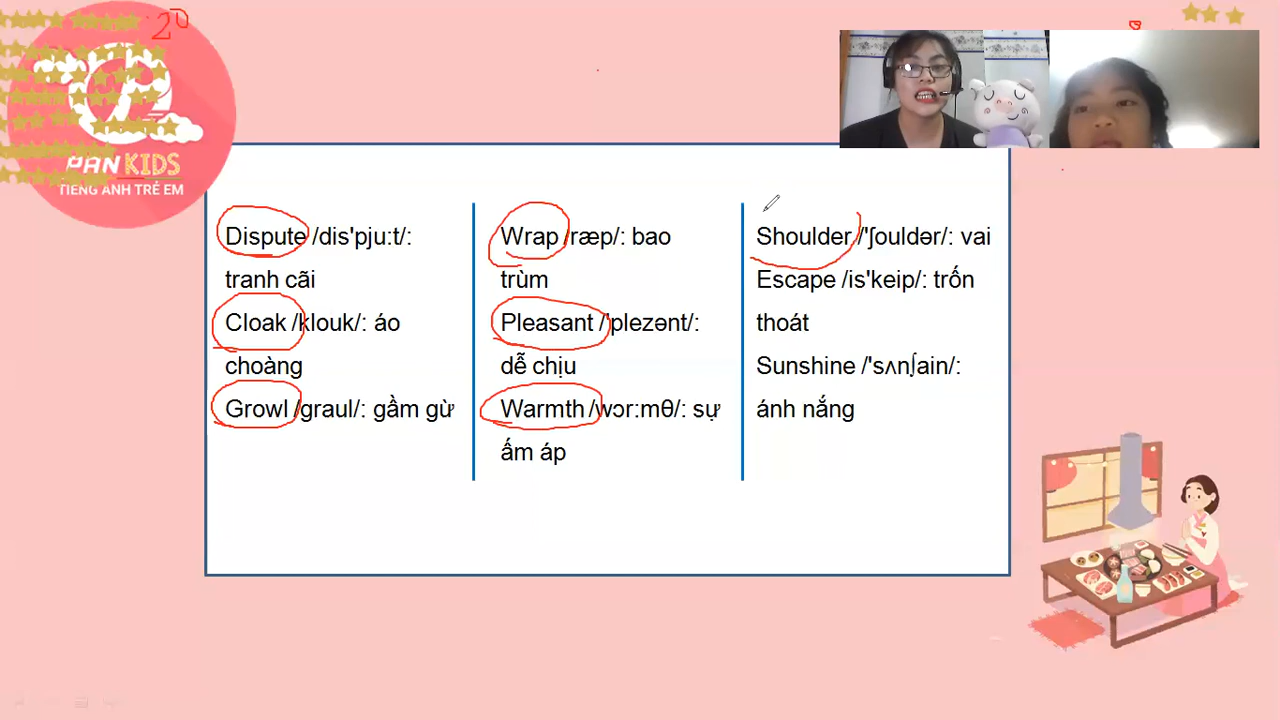 20
PAN KIDS
TIẾNG ANH TRẺ EM
Dispute /dis'pju:t/:
tranh cãi
Cloak /klouk/: áo
choàng
Growl /graul/: gầm gừ
Wrap /ræp/: bao
trùm
Pleasant /'plezənt/:
dễ chịu
Warmth /wɔr:mθ/: sự
ấm áp
Shoulder /'ʃouldər/: vai
Escape /is'keip/: trốn
thoát
Sunshine /'sʌnʃain/:
ánh nắng